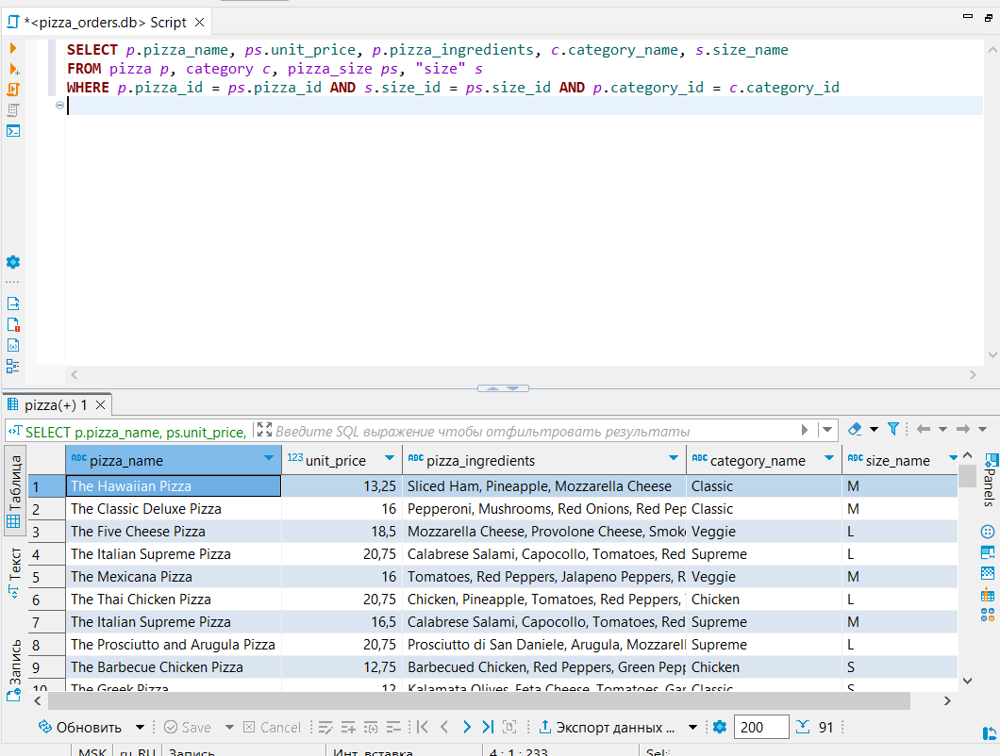 *<pizza_orders.db> Script
SELECT p.pizza_name, ps.unit_price, p.pizza_ingredients, c.category_name, s.size_name
FROM pizza p, category c, pizza_size ps, "size" s
WHERE p.pizza_id = ps.pizza_id AND s.size_id = ps.size_id AND p.category_id = c.category_id
pizza(+) 1
SELECT p.pizza_name, ps.unit_price, Введите SQL выражение чтобы отфильтровать результаты
Таблица
Текст
Запись
Panels
ABC pizza_name 123 unit_price ABC pizza_ingredients ABC category_name ABC size_name
1 The Hawaiian Pizza 13,25 Sliced Ham, Pineapple, Mozzarella Cheese Classic M
2 The Classic Deluxe Pizza 16 Pepperoni, Mushrooms, Red Onions, Red Pep Classic M
3 The Five Cheese Pizza 18,5 Mozzarella Cheese, Provolone Cheese, Smok Veggie L
4 The Italian Supreme Pizza 20,75 Calabrese Salami, Capocollo, Tomatoes, Red Supreme L
5 The Mexicana Pizza 16 Tomatoes, Red Peppers, Jalapeno Peppers, R Veggie M
6 The Thai Chicken Pizza 20,75 Chicken, Pineapple, Tomatoes, Red Peppers, Chicken L
7 The Italian Supreme Pizza 16,5 Calabrese Salami, Capocollo, Tomatoes, Red Supreme M
8 The Prosciutto and Arugula Pizza 20,75 Prosciutto di San Daniele, Arugula, Mozzarell Supreme L
9 The Barbecue Chicken Pizza 12,75 Barbecued Chicken, Red Peppers, Green Pepp Chicken S
10 The Greek Pizza 12 Kalamata Olives, Feta Cheese, Tomatoes, Gar Classic S
Обновить Save Cancel Экспорт данных ... 200 91
MSK ru_RU Запись Инт. вставка 4 : 1 : 233 Sel: